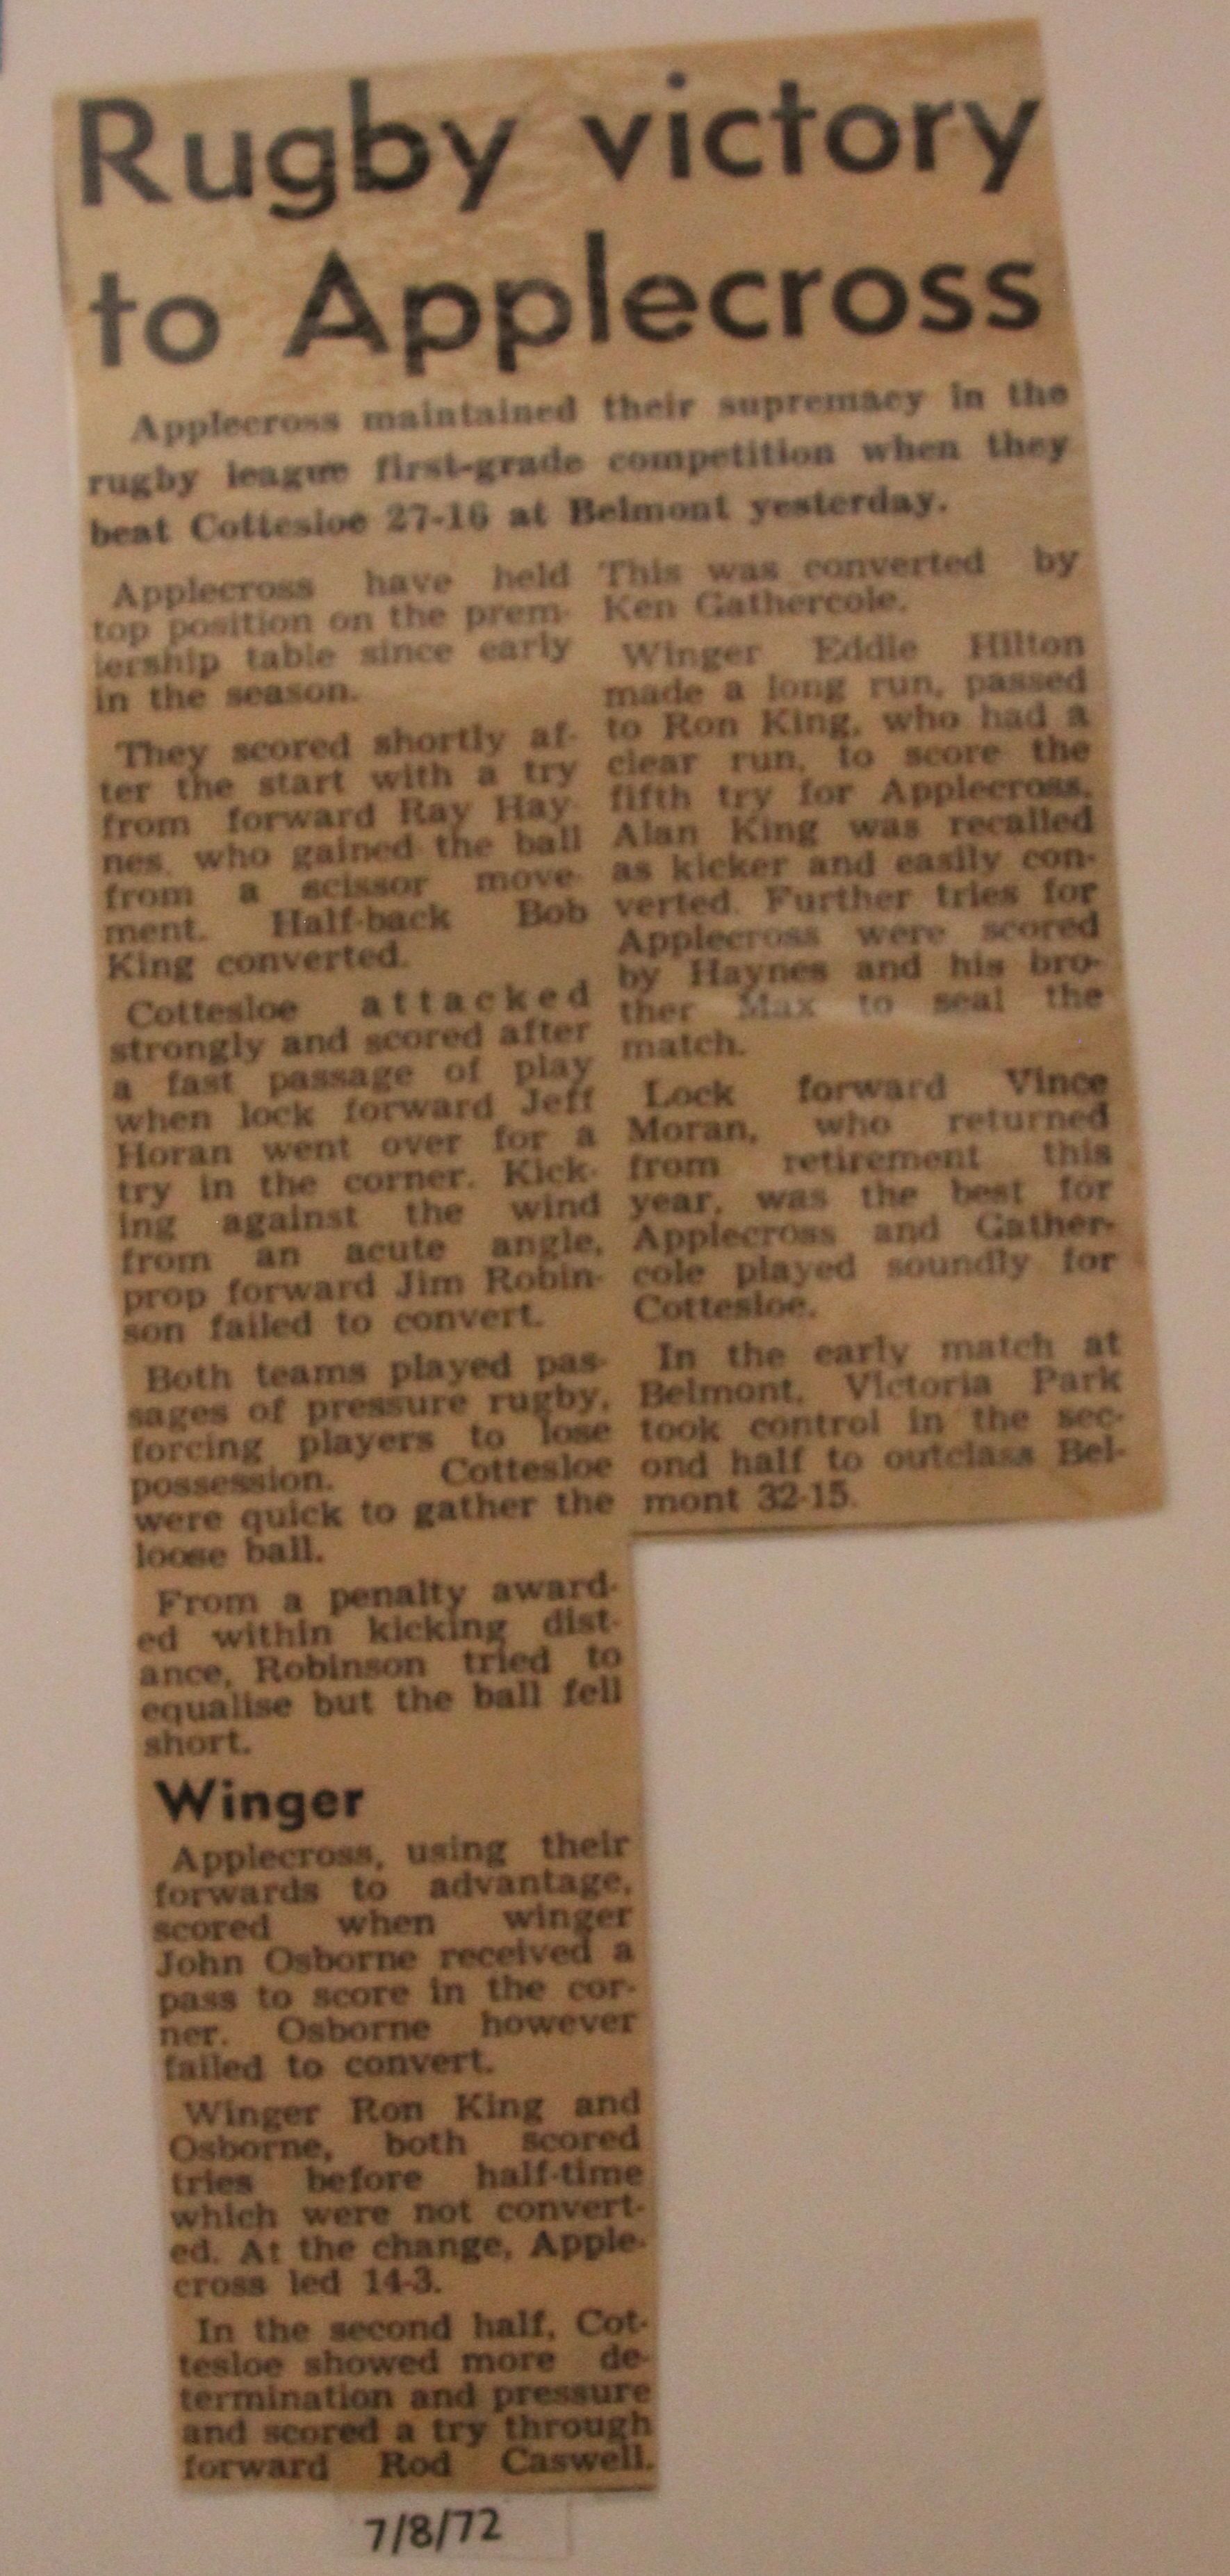 Rugby victory
to Applecross
Applecross maintained their supremacy in the
rugby league first-grade competition when they
beat Cottesloe 27-16 at Belmont yesterday.
Applecross have held
top position on the prem-
iership table since early
in the season.
They scored shortly af-
ter the start with a try
from forward Ray Hay-
nes, who gained the ball
from a scissor move-
ment. Half-back Bob
King converted.
Cottesloe attacked
strongly and scored after
a fast passage of play
when lock forward Jeff
Horan went over for a
try in the corner. Kick-
ing against the wind
from an acute angle,
prop forward Jim Robin-
son failed to convert.
Both teams played pas-
sages of pressure rugby,
forcing players to lose
possession. Cottesloe
were quick to gather the
loose ball.
From a penalty award-
ed within kicking dist-
ance, Robinson tried to
equalise but the ball fell
short.
Winger
Applecross, using their
forwards to advantage,
scored when winger
John Osborne received a
pass to score in the cor-
ner. Osborne however
failed to convert.
Winger Ron King and
Osborne, both scored
tries before half-time
which were not convert-
ed. At the change, Apple-
cross led 14-3.
In the second half, Cot-
tesloe showed more de-
termination and pressure
and scored a try through
forward Rod Caswell.
This was converted by
Ken Gathercole.
Winger Eddie Hilton
made a long run, passed
to Ron King, who had a
clear run, to score the
fifth try for Applecross.
Alan King was recalled
as kicker and easily con-
verted. Further tries for
Applecross were scored
by Haynes and his bro-
ther Max to seal the
match.
Lock forward Vince
Moran, who returned
from retirement this
year, was the best for
Applecross and Gather-
cole played soundly for
Cottesloe.
In the early match at
Belmont, Victoria Park
took control in the sec-
ond half to outclass Bel-
mont 32-15.
7/8/72